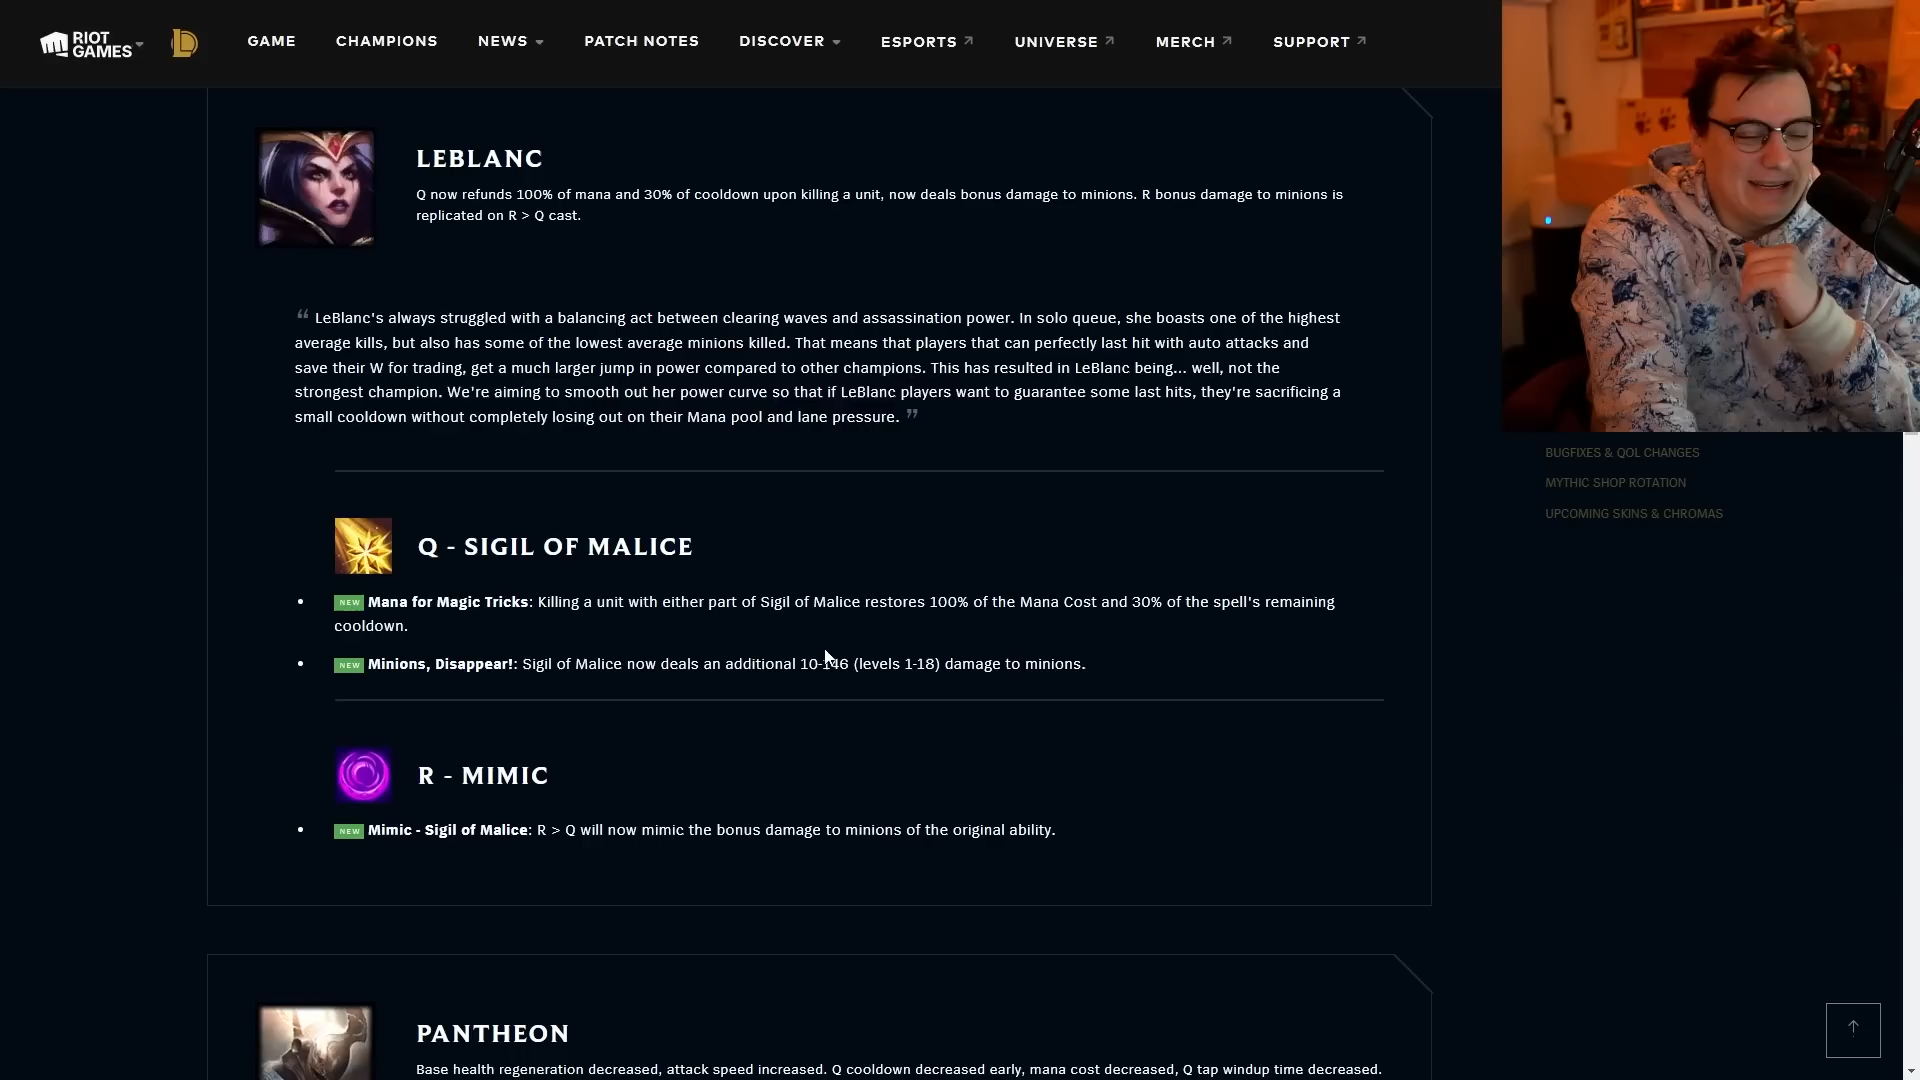 RIOT GAMES
GAME CHAMPIONS NEWS PATCH NOTES DISCOVER ESPORTS UNIVERSE MERCH SUPPORT
LEBLANC
Q now refunds 100% of mana and 30% of cooldown upon killing a unit, now deals bonus damage to minions. R bonus damage to minions is
replicated on R > Q cast.
“ LeBlanc's always struggled with a balancing act between clearing waves and assassination power. In solo queue, she boasts one of the highest
average kills, but also has some of the lowest average minions killed. That means that players that can perfectly last hit with auto attacks and
save their W for trading, get a much larger jump in power compared to other champions. This has resulted in LeBlanc being... well, not the
strongest champion. We're aiming to smooth out her power curve so that if LeBlanc players want to guarantee some last hits, they're sacrificing a
small cooldown without completely losing out on their Mana pool and lane pressure. ”
BUGFIXES & QOL CHANGES
MYTHIC SHOP ROTATION
UPCOMING SKINS & CHROMAS
Q - SIGIL OF MALICE
• NEW Mana for Magic Tricks: Killing a unit with either part of Sigil of Malice restores 100% of the Mana Cost and 30% of the spell's remaining
cooldown.
• NEW Minions, Disappear!: Sigil of Malice now deals an additional 10-146 (levels 1-18) damage to minions.
R - MIMIC
• NEW Mimic - Sigil of Malice: R > Q will now mimic the bonus damage to minions of the original ability.
PANTHEON
Base health regeneration decreased, attack speed increased. Q cooldown decreased early, mana cost decreased, Q tap windup time decreased.